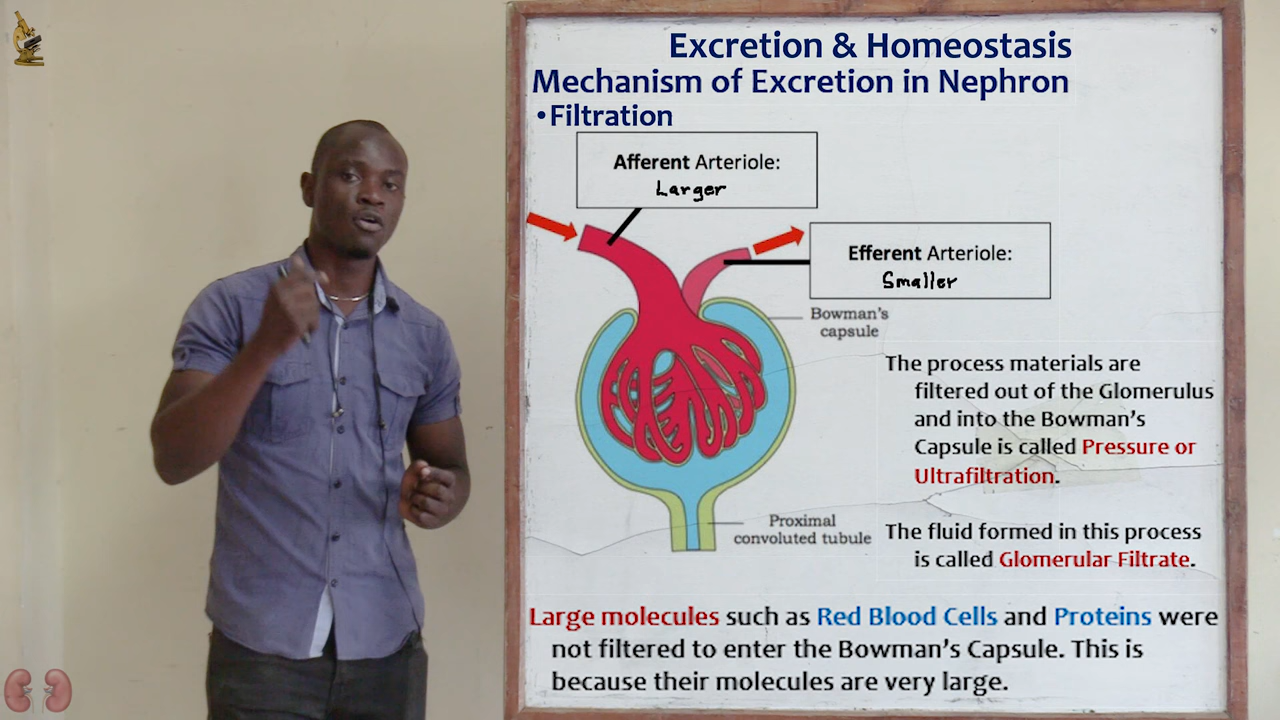 Excretion & Homeostasis
Mechanism of Excretion in Nephron
•Filtration
Afferent Arteriole:
Larger
Efferent Arteriole:
Smaller
Bowman's
capsule
The process materials are
filtered out of the Glomerulus
and into the Bowman's
Capsule is called Pressure or
Ultrafiltration.
Proximal
convoluted tubule
The fluid formed in this process
is called Glomerular Filtrate.
Large molecules such as Red Blood Cells and Proteins were
not filtered to enter the Bowman's Capsule. This is
because their molecules are very large.